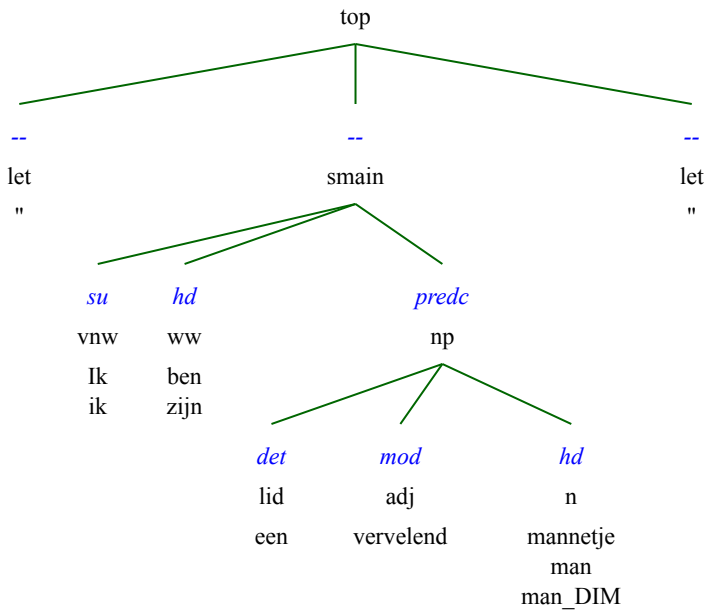 top
-- -- --
let smain let
" "
su hd predc
vnw ww np
Ik ben
ik zijn
det mod hd
lid adj n
een vervelend mannetje
man
man_DIM